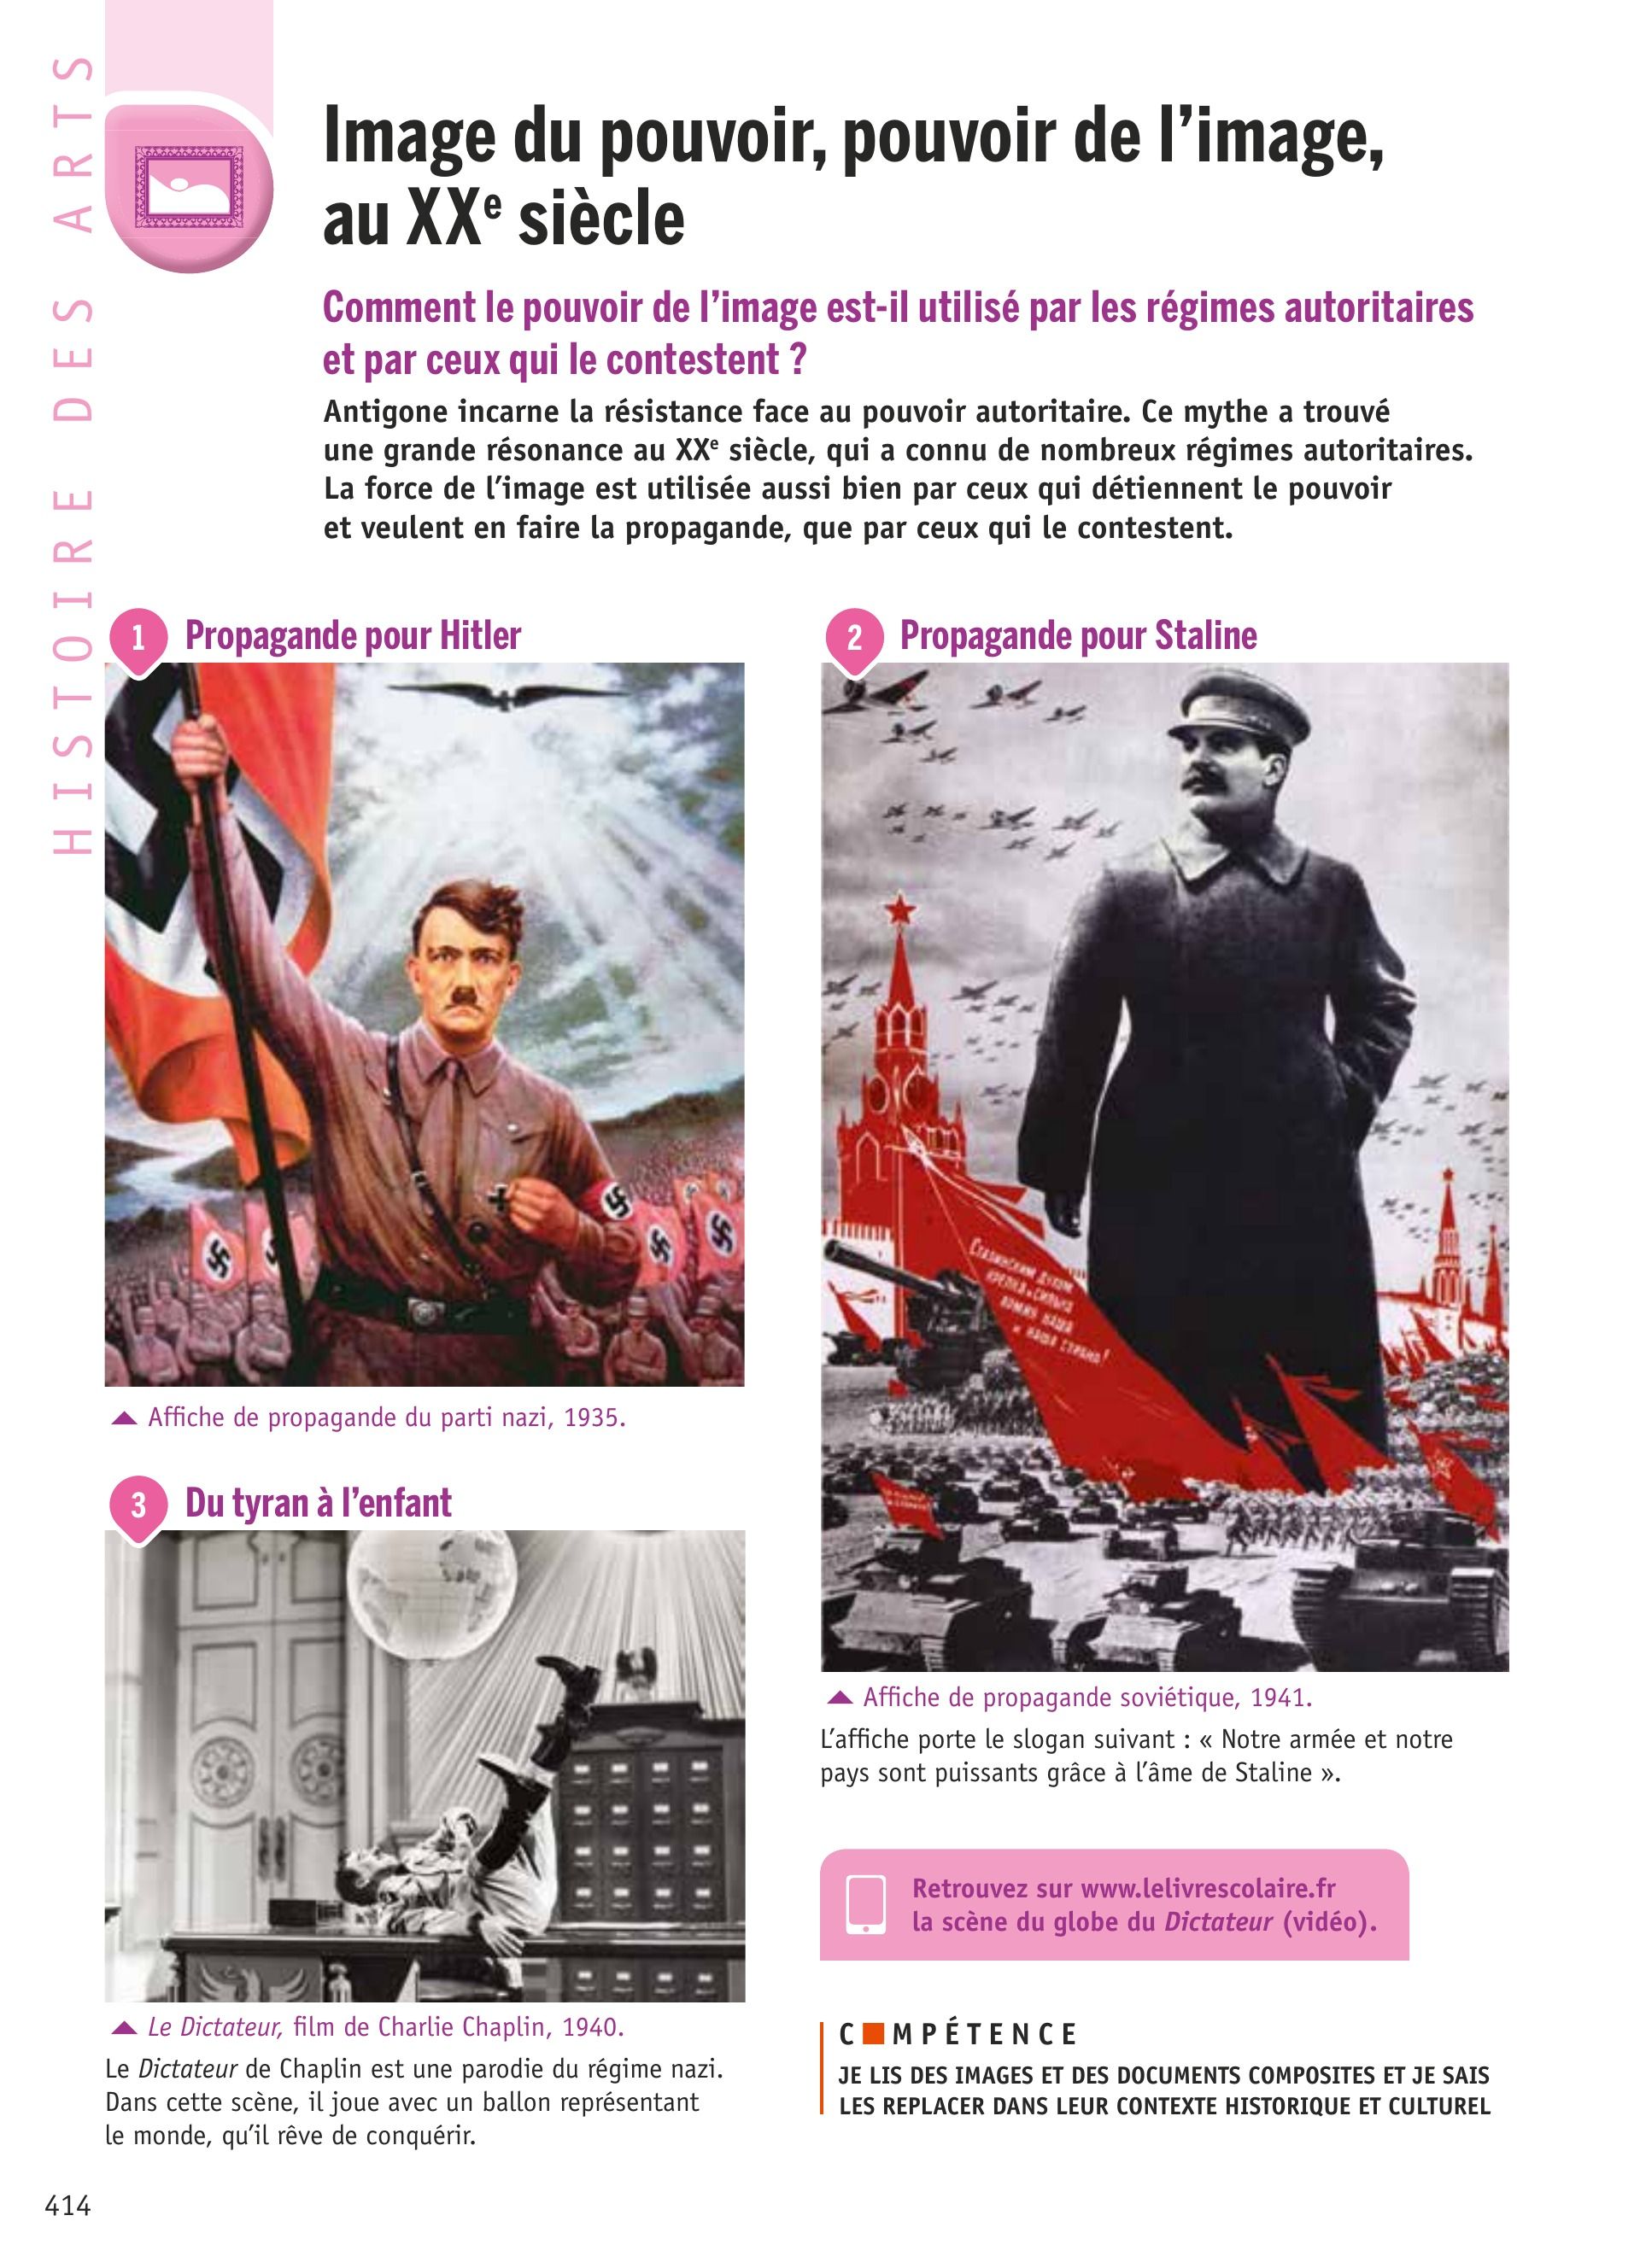 HISTOIRE DES ARTS
Image du pouvoir, pouvoir de l’image,
au XXe siècle
Comment le pouvoir de l’image est-il utilisé par les régimes autoritaires
et par ceux qui le contestent ?
Antigone incarne la résistance face au pouvoir autoritaire. Ce mythe a trouvé
une grande résonance au XXe siècle, qui a connu de nombreux régimes autoritaires.
La force de l’image est utilisée aussi bien par ceux qui détiennent le pouvoir
et veulent en faire la propagande, que par ceux qui le contestent.
1 Propagande pour Hitler
Affiche de propagande du parti nazi, 1935.
2 Propagande pour Staline
Сталинским духом
крепка и сильна
армия наша
и наша страна!
Affiche de propagande soviétique, 1941.
L’affiche porte le slogan suivant : « Notre armée et notre
pays sont puissants grâce à l’âme de Staline ».
3 Du tyran à l’enfant
Le Dictateur, film de Charlie Chaplin, 1940.
Le Dictateur de Chaplin est une parodie du régime nazi.
Dans cette scène, il joue avec un ballon représentant
le monde, qu’il rêve de conquérir.
Retrouvez sur www.lelivrescolaire.fr
la scène du globe du Dictateur (vidéo).
C■MPÉTENCE
JE LIS DES IMAGES ET DES DOCUMENTS COMPOSITES ET JE SAIS
LES REPLACER DANS LEUR CONTEXTE HISTORIQUE ET CULTUREL
414